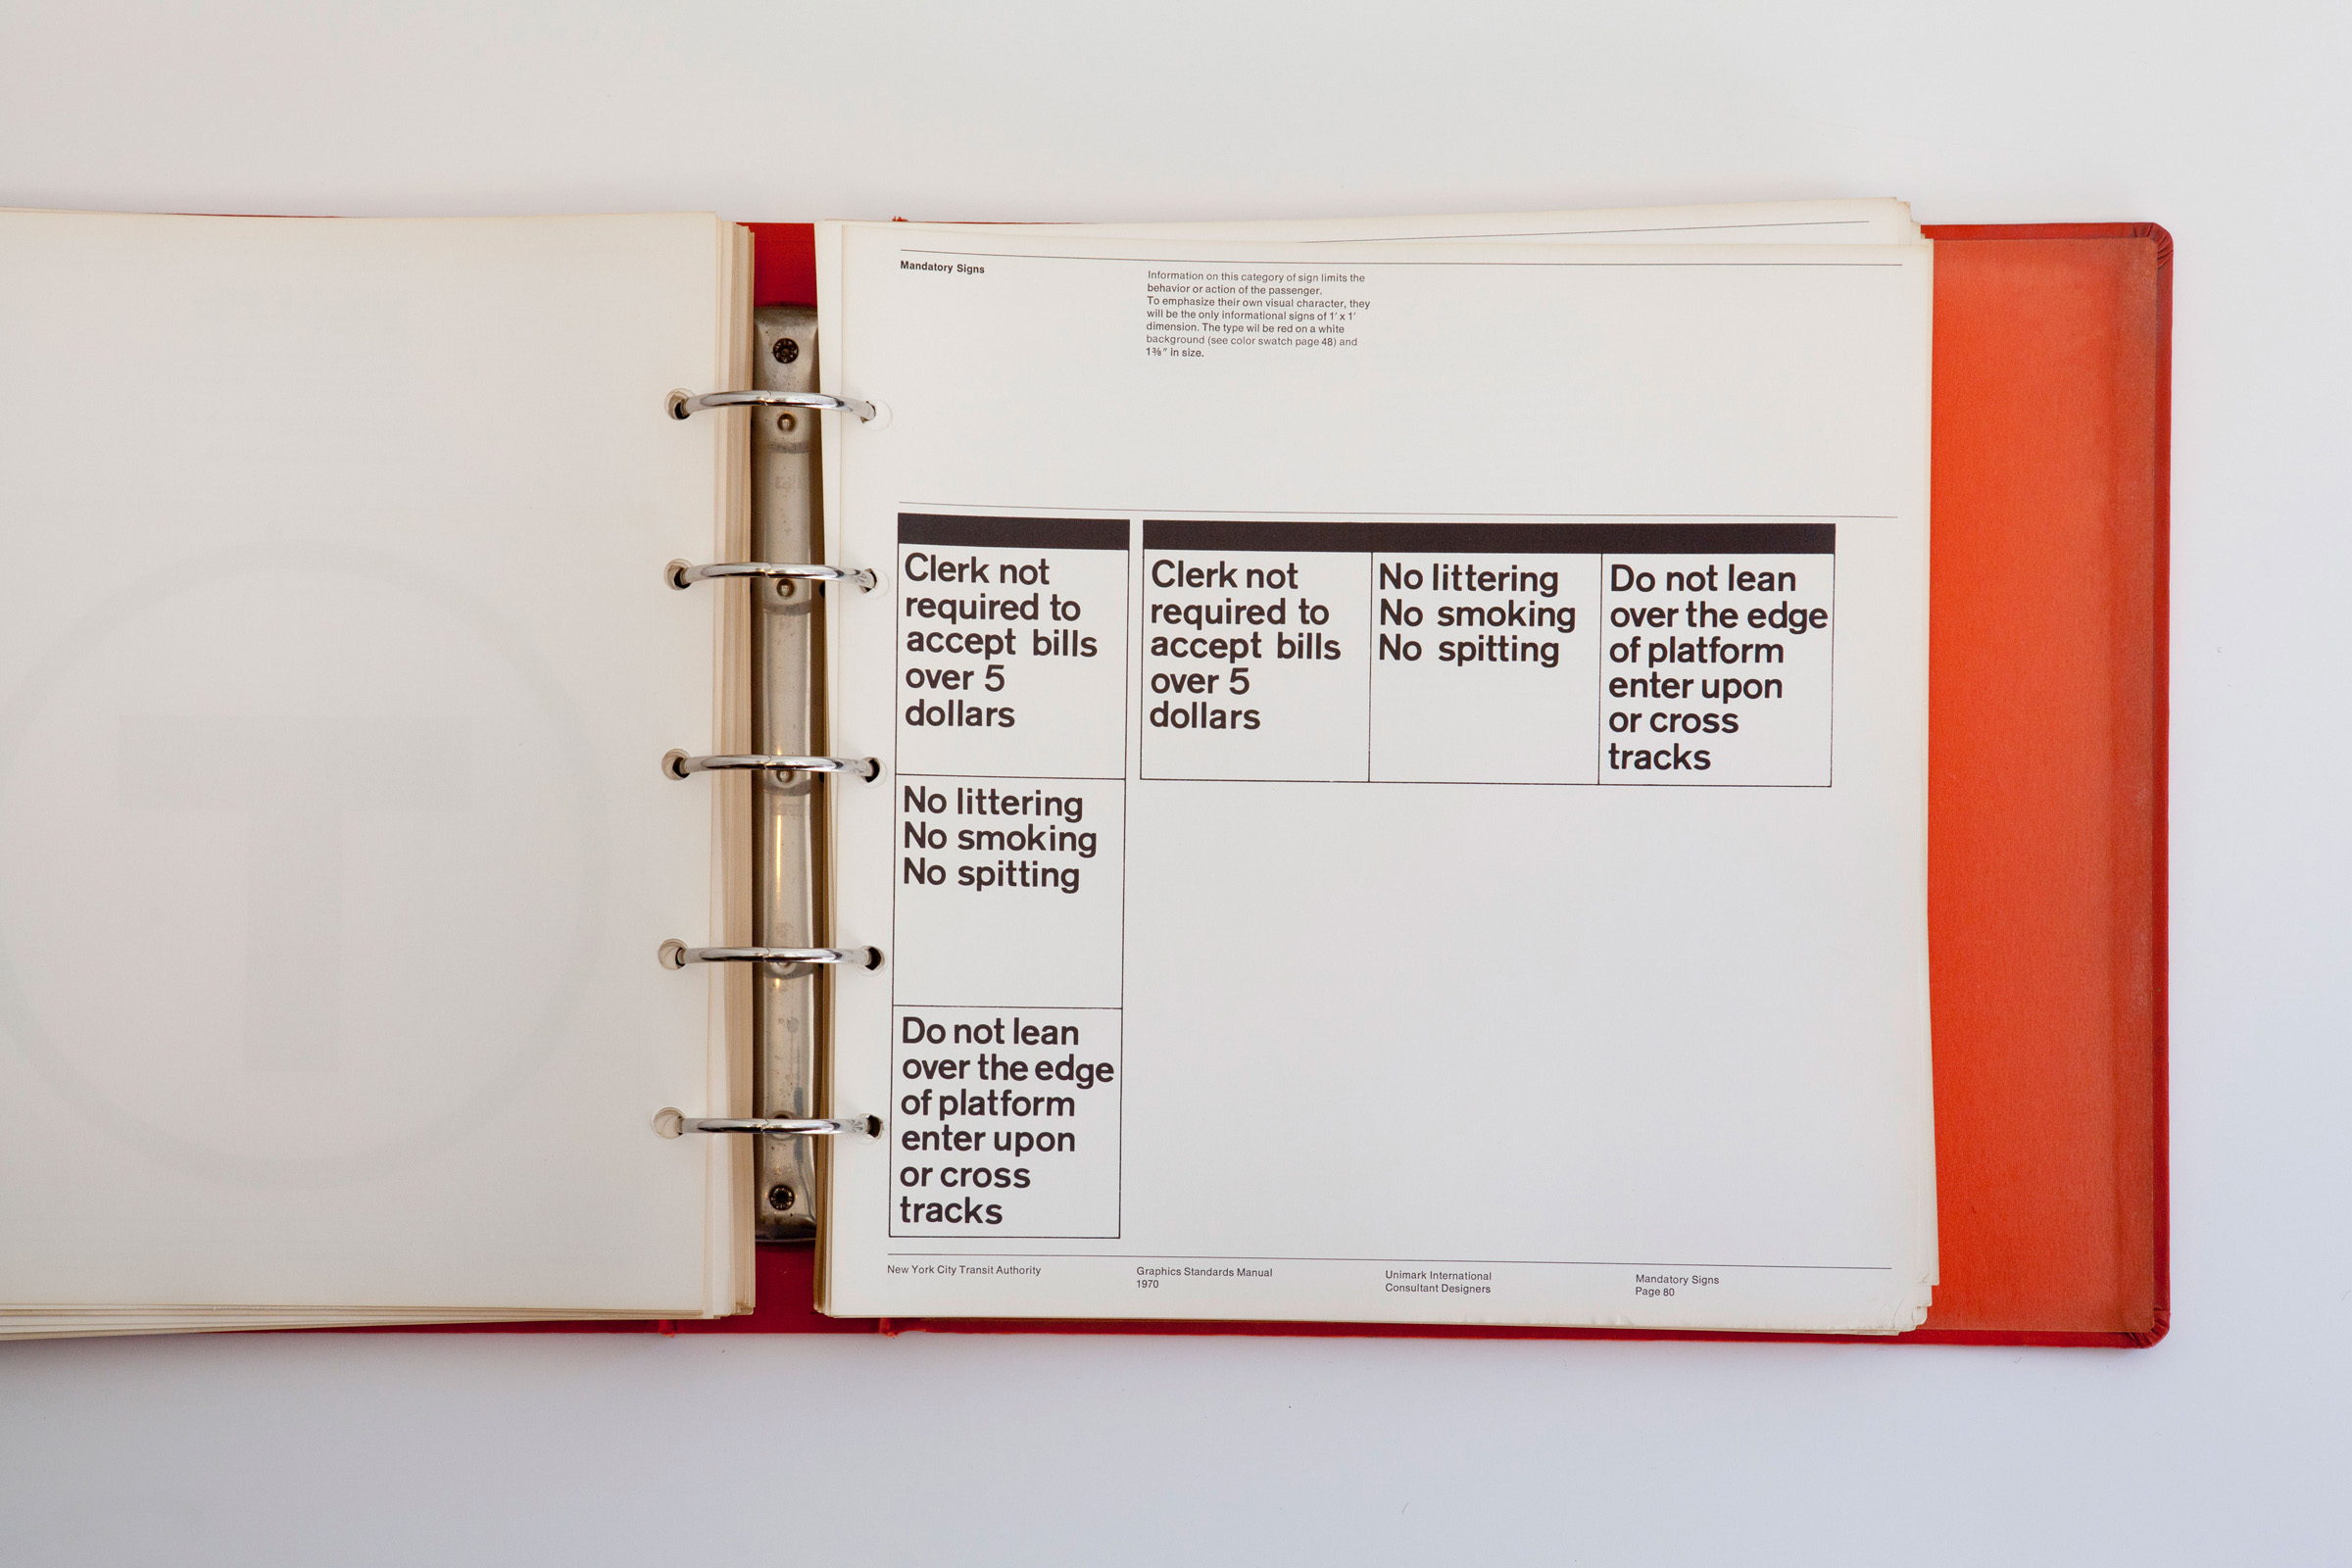 Mandatory Signs
Information on this category of sign limits the
behavior or action of the passenger.
To emphasize their own visual character, they
will be the only informational signs of 1′ x 1′
dimension. The type wil be red on a white
background (see color swatch page 48) and
1⅜″ in size.
Clerk not
required to
accept bills
over 5
dollars
No littering
No smoking
No spitting
Do not lean
over the edge
of platform
enter upon
or cross
tracks
Clerk not
required to
accept bills
over 5
dollars
No littering
No smoking
No spitting
Do not lean
over the edge
of platform
enter upon
or cross
tracks
New York City Transit Authority
Graphics Standards Manual
1970
Unimark International
Consultant Designers
Mandatory Signs
Page 80